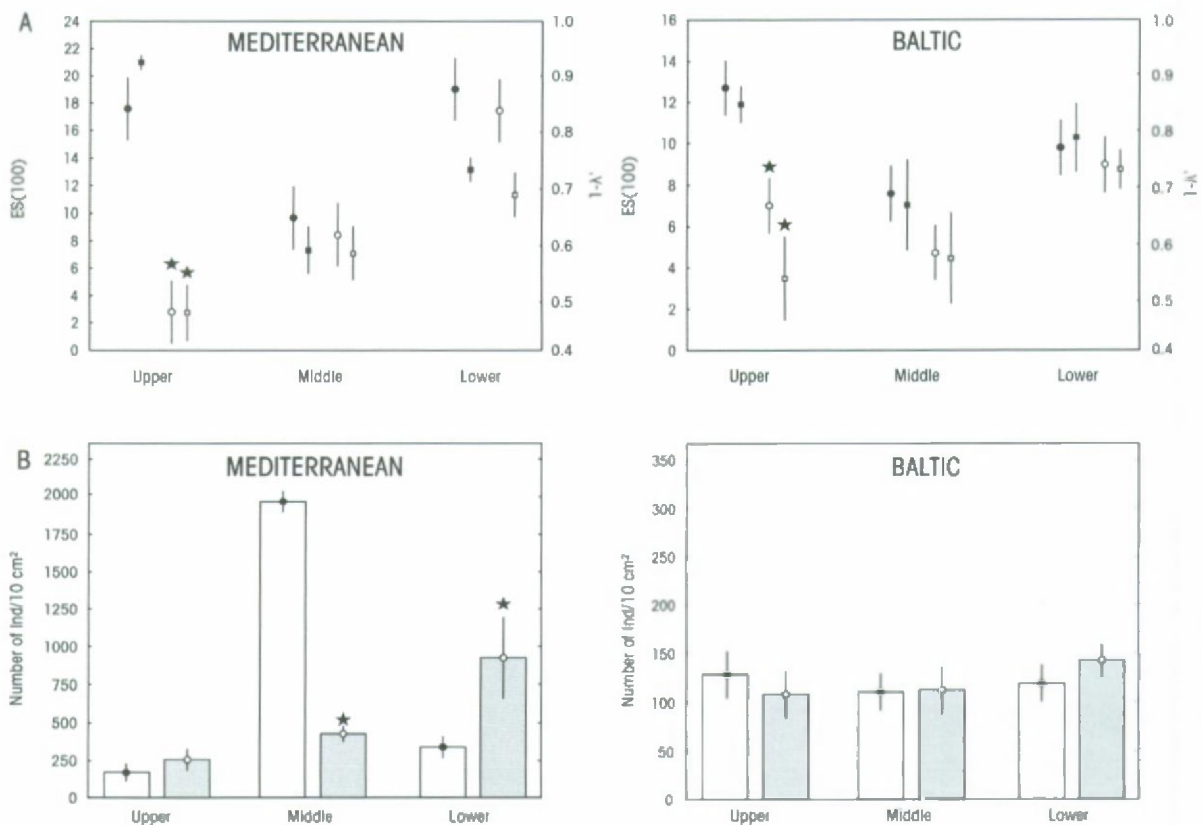 A
MEDITERRANEAN
ES(100)
24
22
20
18
16
14
12
10
8
6
4
2
0
1.0
0.9
0.8
0.7
0.6
0.5
0.4
1-λ'
Upper
Middle
Lower
BALTIC
ES(100)
16
14
12
10
8
6
4
2
0
1.0
0.9
0.8
0.7
0.6
0.5
0.4
1-λ'
Upper
Middle
Lower
B
MEDITERRANEAN
Number of Ind/10 cm²
2250
2000
1750
1500
1250
1000
750
500
250
0
Upper
Middle
Lower
BALTIC
Number of Ind/10 cm²
350
300
250
200
150
100
50
0
Upper
Middle
Lower